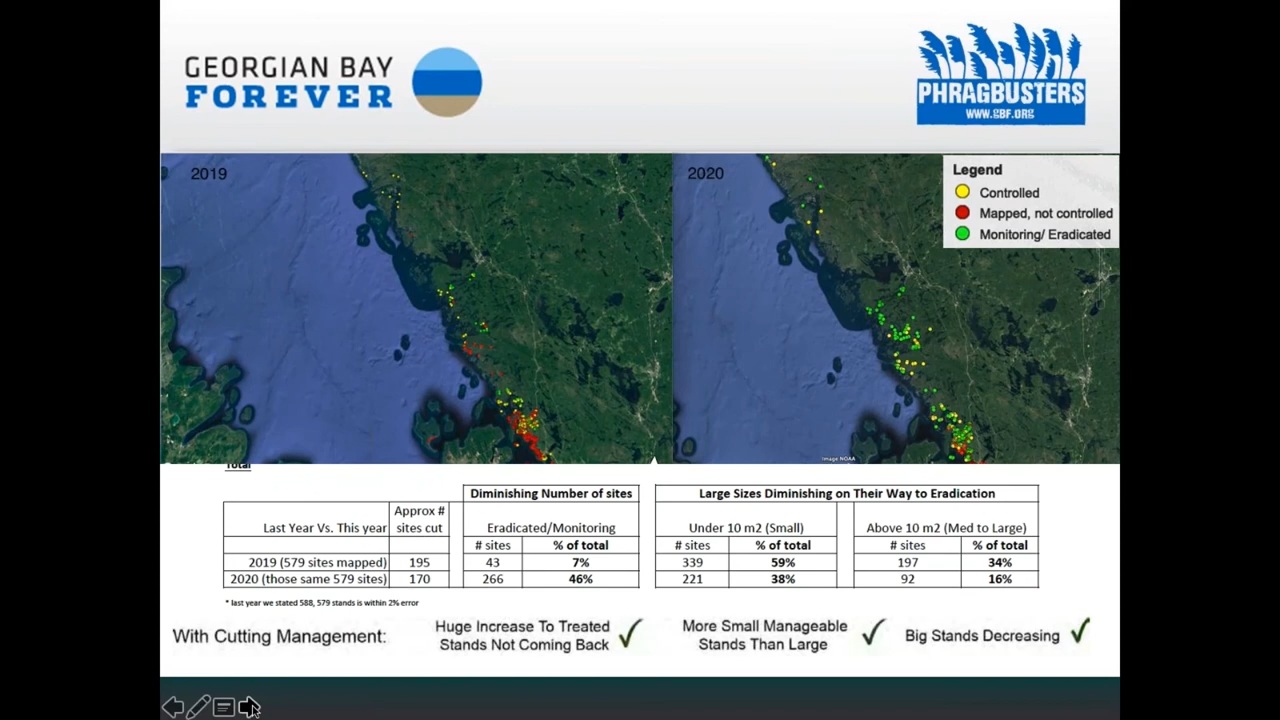 GEORGIAN BAY
FOREVER
PHRAGBUSTERS
WWW.GBF.ORG
2019
2020
Legend
Controlled
Mapped, not controlled
Monitoring/ Eradicated
Image NOAA
Total
Diminishing Number of sites
Large Sizes Diminishing on Their Way to Eradication
Last Year Vs. This year Approx # sites cut Eradicated/Monitoring Under 10 m2 (Small) Above 10 m2 (Med to Large)
# sites % of total # sites % of total # sites % of total
2019 (579 sites mapped) 195 43 7% 339 59% 197 34%
2020 (those same 579 sites) 170 266 46% 221 38% 92 16%
* last year we stated 588, 579 stands is within 2% error
With Cutting Management:
Huge Increase To Treated
Stands Not Coming Back
More Small Manageable
Stands Than Large
Big Stands Decreasing